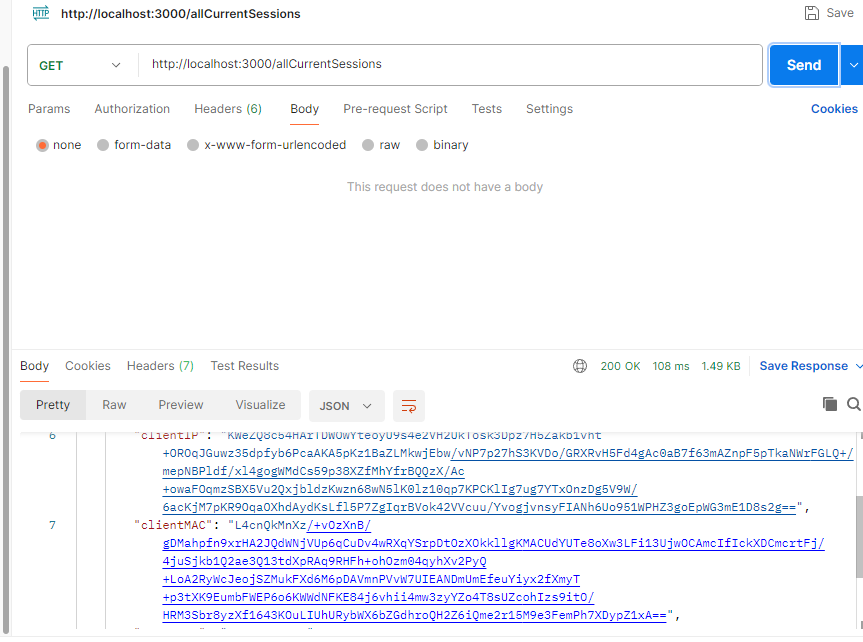 HTTP http://localhost:3000/allCurrentSessions Save
GET http://localhost:3000/allCurrentSessions Send
Params Authorization Headers (6) Body Pre-request Script Tests Settings Cookies
none form-data x-www-form-urlencoded raw binary
This request does not have a body
Body Cookies Headers (7) Test Results 200 OK 108 ms 1.49 KB Save Response
Pretty Raw Preview Visualize JSON
6 "clientIP": "KWeZQ8c54HArTDWOwYteoyU9s4e2VH2UkTosk3Dpz7H5Zakb1vht
+OROqJGuwz35dpfyb6PcaAKA5pKz1BaZLMkwjEbw/vNP7p27hS3KVDo/GRXRvH5Fd4gAc0aB7f63mAZnpF5pTkaNWrFGLQ+/
mepNBPldf/xl4gogWMdCs59p38XZfMhYfrBQQzX/Ac
+owaFOqmzSBX5Vu2QxjbldzKwzn68wN5lK0lz10qp7KPCKlIg7ug7YTxOnzDg5V9W/
6acKjM7pKR9OqaOXhdAydKsLfl5P7ZgIqrBVok42VVcuu/YvogjvnsyFIANh6Uo951WPHZ3goEpWG3mE1D8s2g==",
7 "clientMAC": "L4cnQkMnXz/+vOzXnB/
gDMahpfn9xrHA2JQdWNjVUp6qCuDv4wRXqYSrpDtOzXOkkllgKMACUdYUTe8oXw3LFi13UjwOCAmcIfIckXDCmcrtFj/
4juSjkb1Q2ae3Q13tdXpRAq9RHFh+ohOzm04qyhXv2PyQ
+LoA2RyWcJeojSZMukFXd6M6pDAVmnPVvW7UIEANDmUmEfeuYiyx2fXmyT
+p3tXK9EumbFWEP6o6KWWdNFKE84j6vhii4mw3zyYZo4T8sUZcohIzs9itO/
HRM3Sbr8yzXf1643KOuLIUhURybWX6bZGdhroQH2Z6iQme2r15M9e3FemPh7XDypZ1xA==",